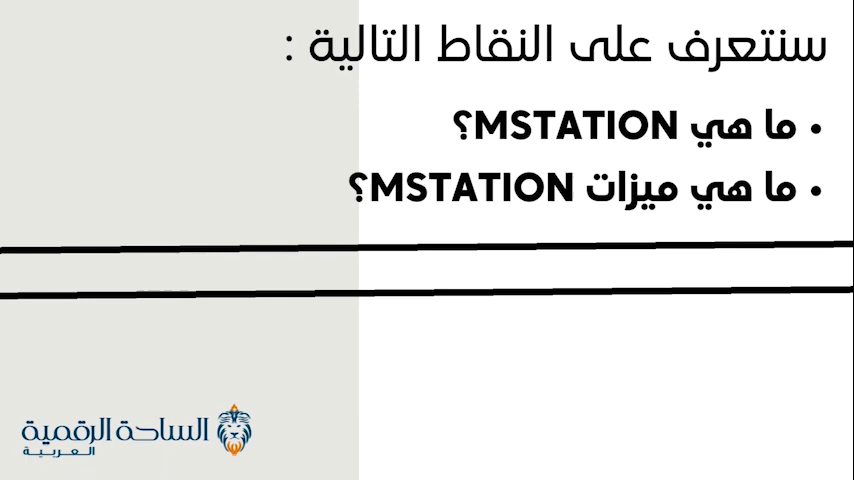 سنتعرف على النقاط التالية :
• ما هي MSTATION؟
• ما هي ميزات MSTATION؟
الساحة الرقمية
العربية